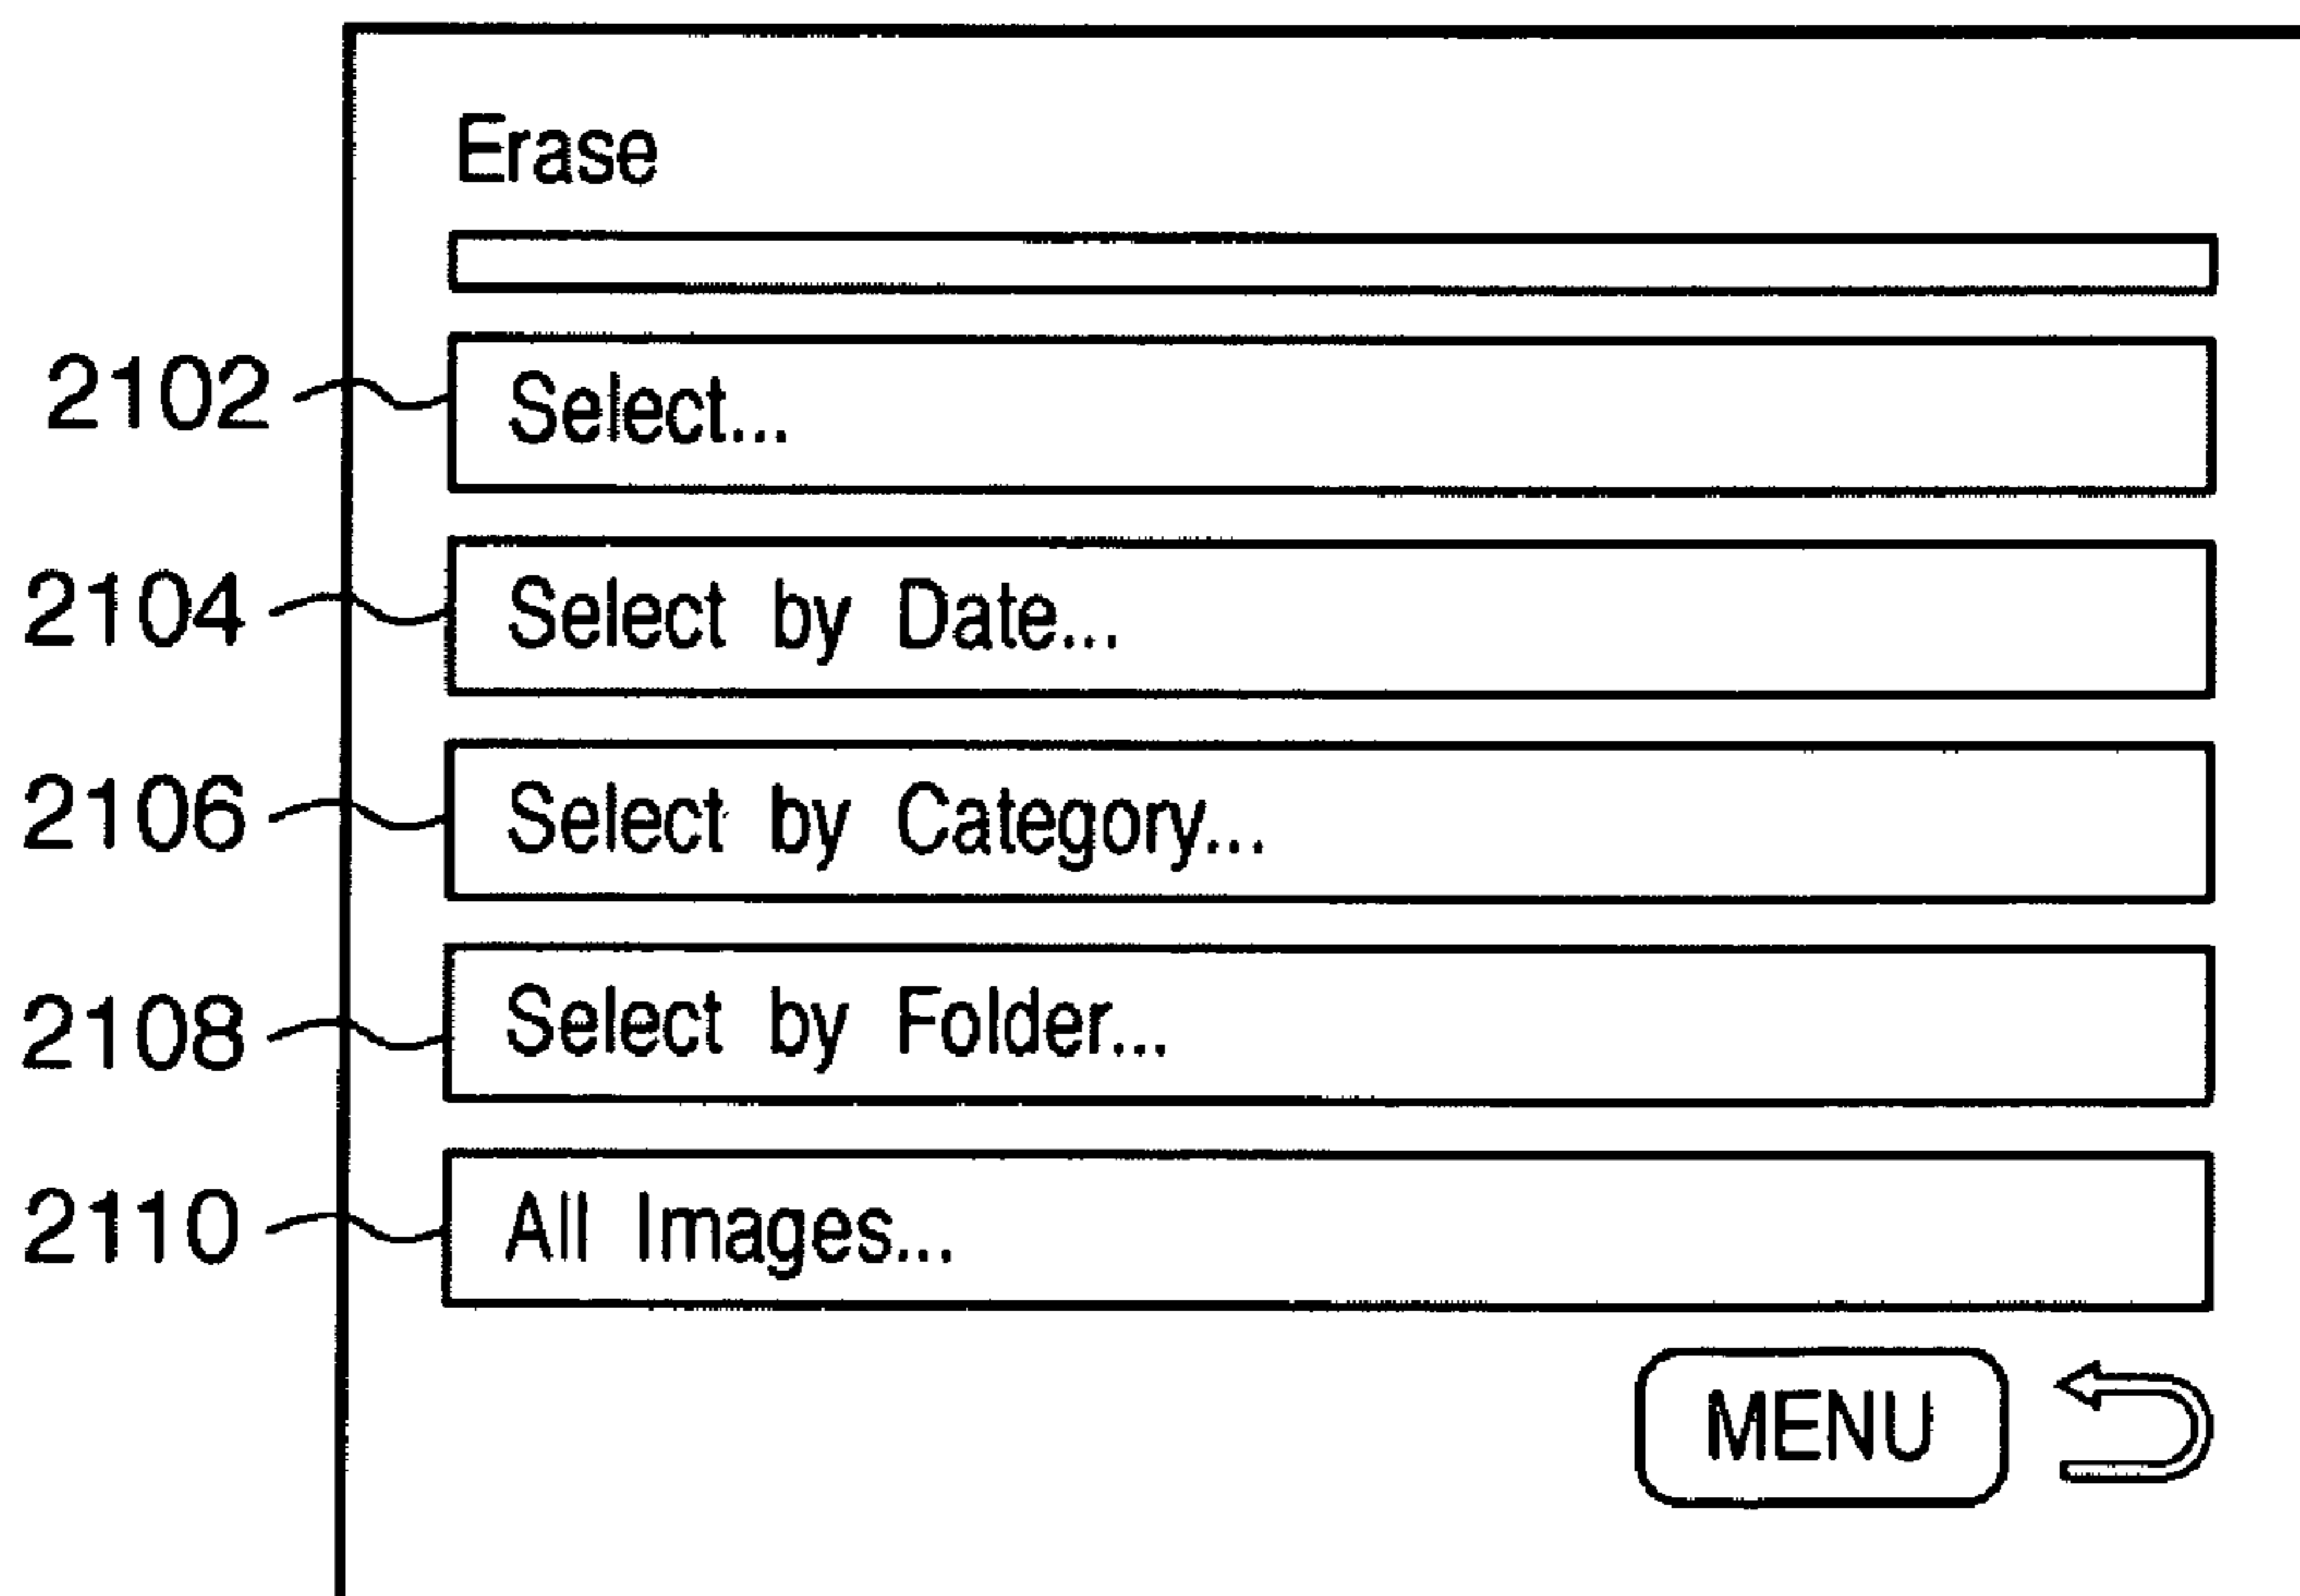 Erase
2102 Select...
2104 Select by Date...
2106 Select by Category...
2108 Select by Folder...
2110 All Images...
MENU